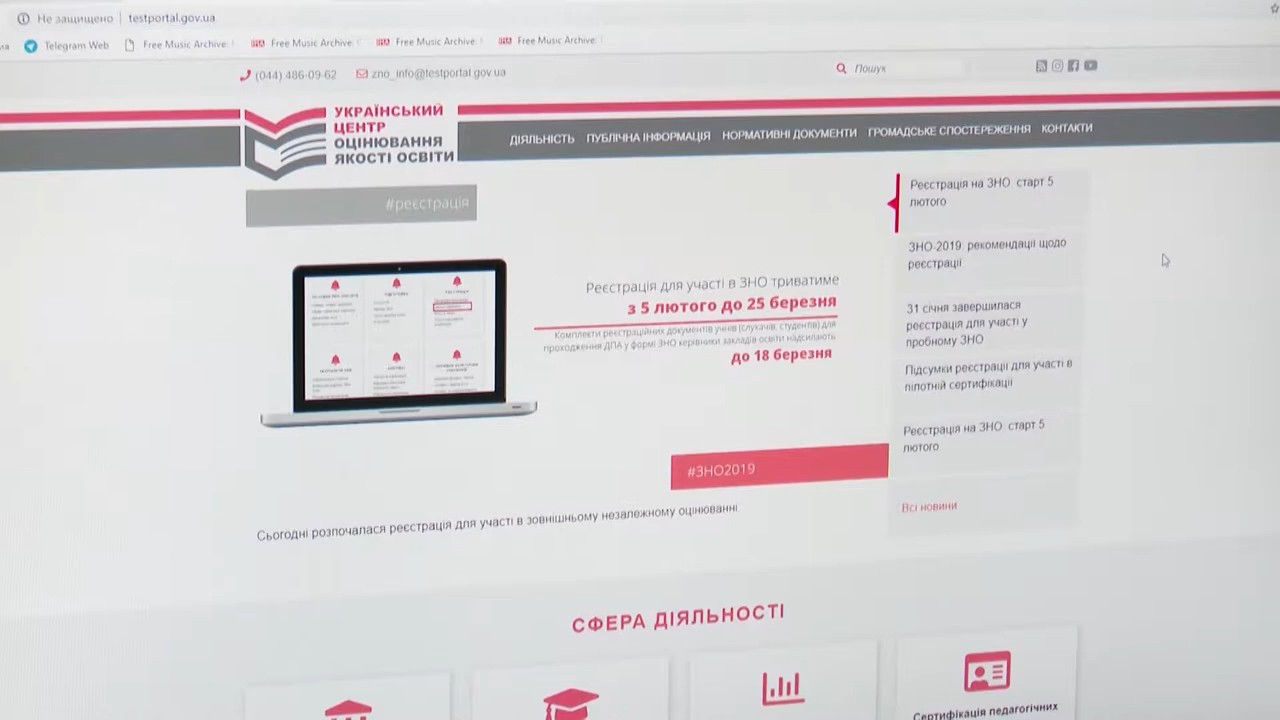 Не защищено
testportal.gov.ua
Telegram Web
Free Music Archive:
Free Music Archive:
Free Music Archive:
Free Music Archive:
(044) 486-09-62
zno_info@testportal.gov.ua
Пошук
УКРАЇНСЬКИЙ
ЦЕНТР
ОЦІНЮВАННЯ
ЯКОСТІ ОСВІТИ
ДІЯЛЬНІСТЬ ПУБЛІЧНА ІНФОРМАЦІЯ НОРМАТИВНІ ДОКУМЕНТИ ГРОМАДСЬКЕ СПОСТЕРЕЖЕННЯ КОНТАКТИ
#реєстрація
Реєстрація для участі в ЗНО триватиме
з 5 лютого до 25 березня
Комплекти реєстраційних документів учнів (слухачів, студентів) для
проходження ДПА у формі ЗНО керівники закладів освіти надсилають
до 18 березня
#ЗНО2019
Сьогодні розпочалася реєстрація для участі в зовнішньому незалежному оцінюванні.
Реєстрація на ЗНО: старт 5
лютого
ЗНО-2019: рекомендації щодо
реєстрації
31 січня завершилася
реєстрація для участі у
пробному ЗНО
Підсумки реєстрації для участі в
пілотній сертифікації
Реєстрація на ЗНО: старт 5
лютого
Всі новини
СФЕРА ДІЯЛЬНОСТІ
Сертифікація педагогічних